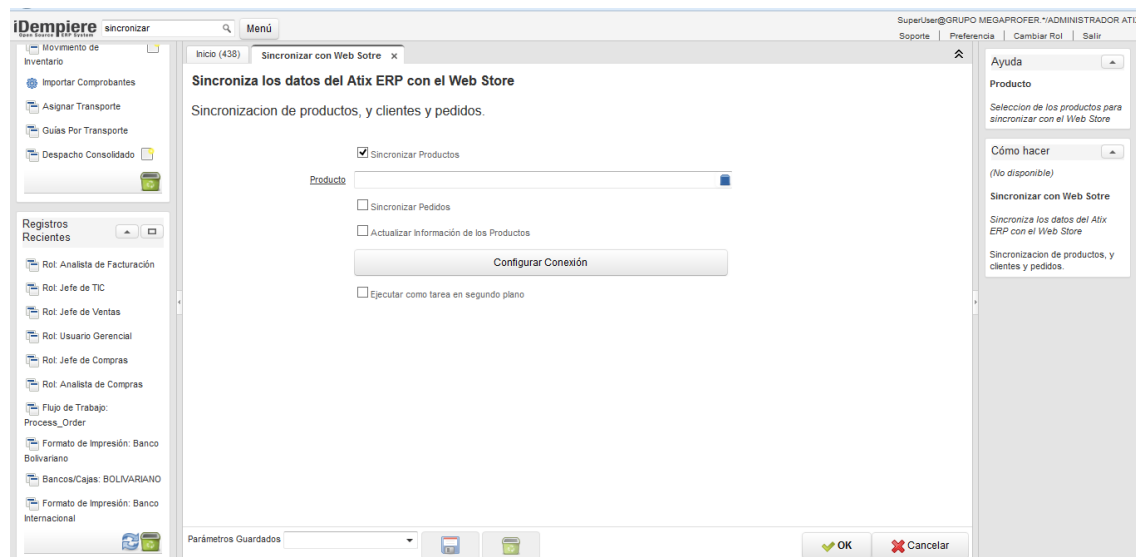 iDempiere
Open Source ERP System
sincronizar
Menú
SuperUser@GRUPO MEGAPROFER.*/ADMINISTRADOR ATI
Soporte | Preferencia | Cambiar Rol | Salir
Movimiento de
Inventario
Importar Comprobantes
Asignar Transporte
Guías Por Transporte
Despacho Consolidado
Registros
Recientes
Rol: Analista de Facturación
Rol: Jefe de TIC
Rol: Jefe de Ventas
Rol: Usuario Gerencial
Rol: Jefe de Compras
Rol: Analista de Compras
Flujo de Trabajo:
Process_Order
Formato de Impresión: Banco
Bolivariano
Bancos/Cajas: BOLIVARIANO
Formato de Impresión: Banco
Internacional
Inicio (438)
Sincronizar con Web Sotre x
Sincroniza los datos del Atix ERP con el Web Store
Sincronizacion de productos, y clientes y pedidos.
Sincronizar Productos
Producto
Sincronizar Pedidos
Actualizar Información de los Productos
Configurar Conexión
Ejecutar como tarea en segundo plano
Parámetros Guardados
OK
Cancelar
Ayuda
Producto
Seleccion de los productos para
sincronizar con el Web Store
Cómo hacer
(No disponible)
Sincronizar con Web Sotre
Sincroniza los datos del Atix
ERP con el Web Store
Sincronizacion de productos, y
clientes y pedidos.